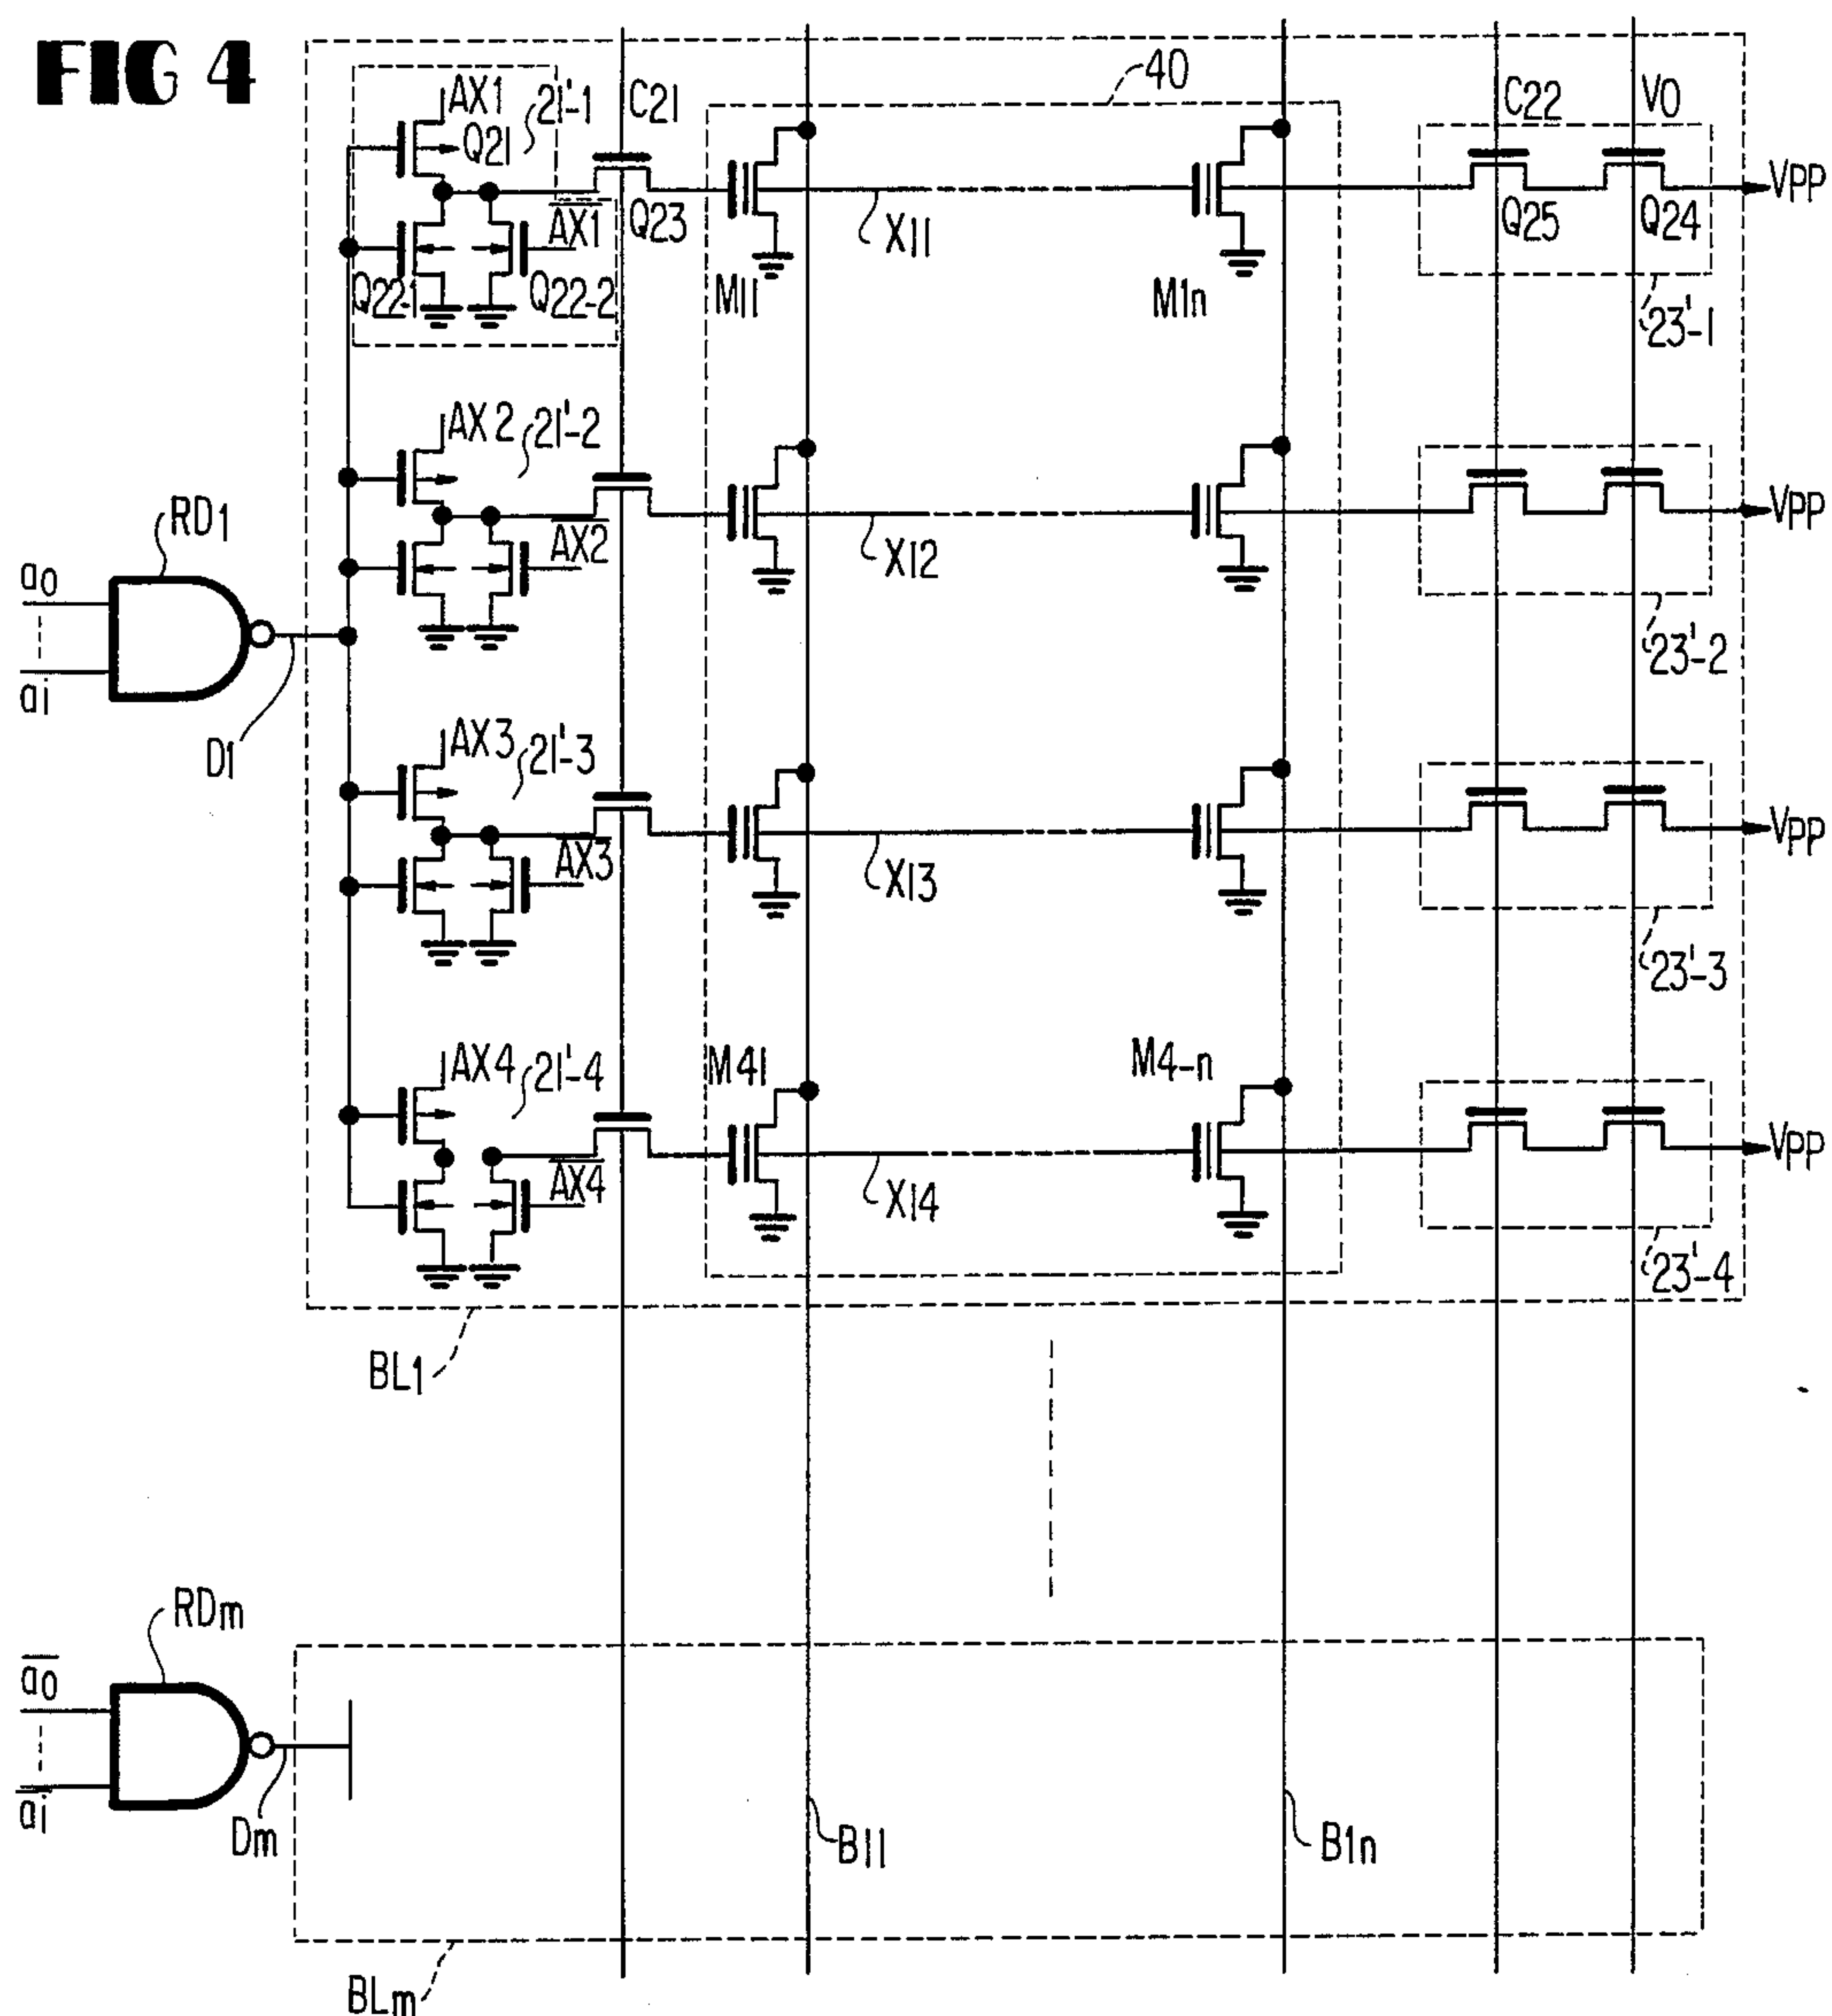 FIG 4
AX1 21'-1 C21 40 C22 V0
Q21
AX1 Q23 X11 Q25 Q24 VPP
Q22-1 Q22-2 M11 M1n
23'-1
AX2 21'-2
AX2 X12 VPP
RD1
a0
ai
D1
23'-2
AX3 21'-3
AX3 X13 VPP
23'-3
AX4 21'-4 M41 M4-n
AX4 X14 VPP
23'-4
BL1
RDm
a0
ai
Dm B11 B1n
BLm